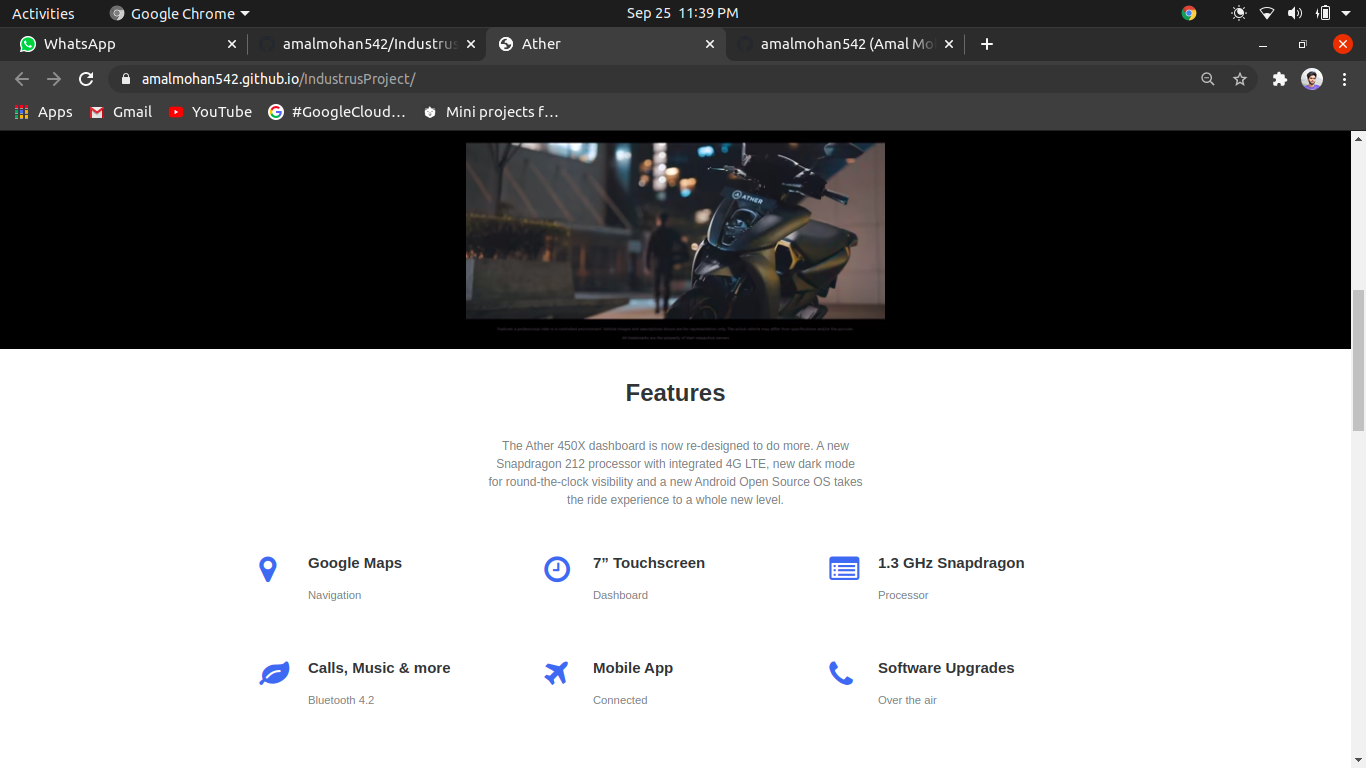 Activities
Google Chrome
Sep 25 11:39 PM
WhatsApp
amalmohan542/Industrus
Ather
amalmohan542 (Amal Mo
amalmohan542.github.io/IndustrusProject/
Apps
Gmail
YouTube
#GoogleCloud…
Mini projects f…
ATHER
Features
The Ather 450X dashboard is now re-designed to do more. A new
Snapdragon 212 processor with integrated 4G LTE, new dark mode
for round-the-clock visibility and a new Android Open Source OS takes
the ride experience to a whole new level.
Google Maps
Navigation
7” Touchscreen
Dashboard
1.3 GHz Snapdragon
Processor
Calls, Music & more
Bluetooth 4.2
Mobile App
Connected
Software Upgrades
Over the air